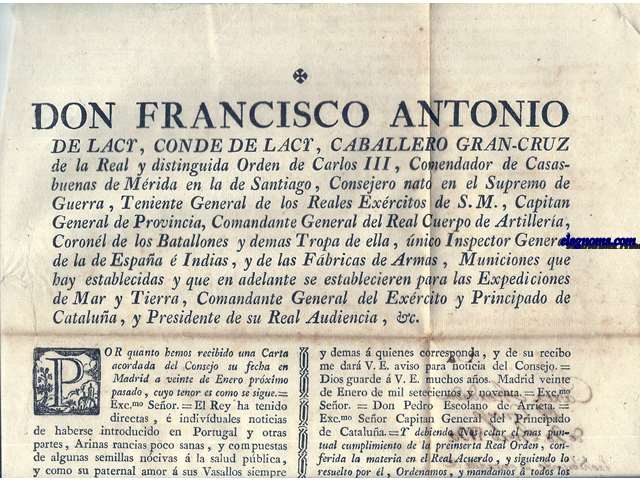 DON FRANCISCO ANTONIO
DE LACY, CONDE DE LACY, CABALLERO GRAN-CRUZ
de la Real y distinguida Orden de Carlos III, Comendador de Casas-
buenas de Mérida en la de Santiago, Consejero nato en el Supremo de
Guerra, Teniente General de los Reales Exércitos de S. M., Capitan
General de Provincia, Comandante General del Real Cuerpo de Artillería,
Coronél de los Batallones y demas Tropa de ella, único Inspector General
de la de España é Indias, y de las Fábricas de Armas, Municiones que
hay establecidas y que en adelante se establecieren para las Expediciones
de Mar y Tierra, Comandante General del Exército y Principado de
Cataluña, y Presidente de su Real Audiencia, &c.
elagnoma.com
POR quanto hemos recibido una Carta
acordada del Consejo su fecha en
Madrid a veinte de Enero próximo
pasado, cuyo tenor es como se sigue.=
Exc.mo Señor.= El Rey ha tenido
directas, é indivíduales noticias
de haberse introducido en Portugal y otras
partes, Arinas rancias poco sanas, y compuestas
de algunas semillas nocivas á la salud pública,
y como su paternal amor á sus Vasallos siempre
y demas á quienes corresponda, y de su recibo
me dará V. E. aviso para noticia del Consejo.=
Dios guarde á V. E. muchos años. Madrid veinte
de Enero de mil setecientos y noventa.= Exc.mo
Señor.= Don Pedro Escolano de Arrieta.=
Exc.mo Señor Capitan General del Principado
de Cataluña.=Y debiendo Yo celar el mas pun-
tual cumplimiento de la preinserta Real Orden, con-
ferida la materia en el Real Acuerdo, y siguiendo lo
resuelto por él, Ordenamos, y mandamos á todos los